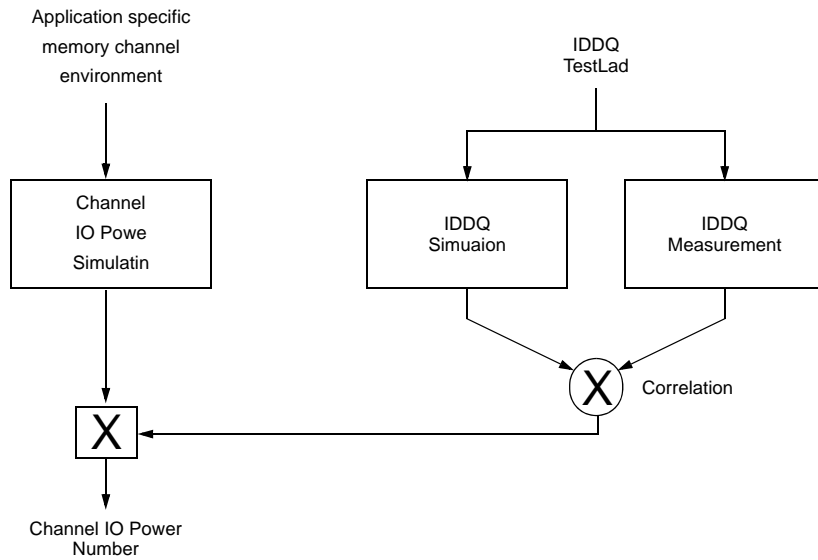 Application specific
memory channel
environment
IDDQ
TestLad
Channel
IO Powe
Simulatin
IDDQ
Simuaion
IDDQ
Measurement
X
Correlation
X
Channel IO Power
Number